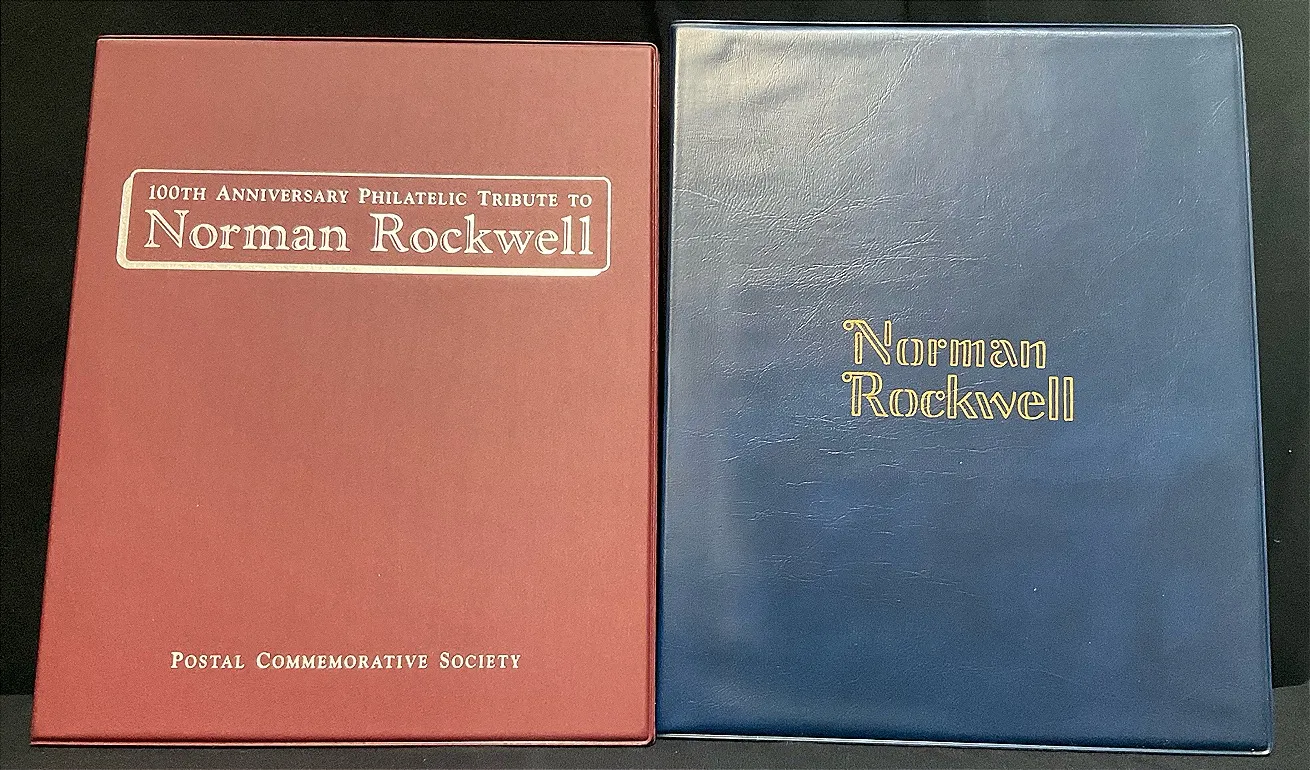 100TH ANNIVERSARY PHILATELIC TRIBUTE TO
Norman Rockwell
POSTAL COMMEMORATIVE SOCIETY
Norman
Rockwell